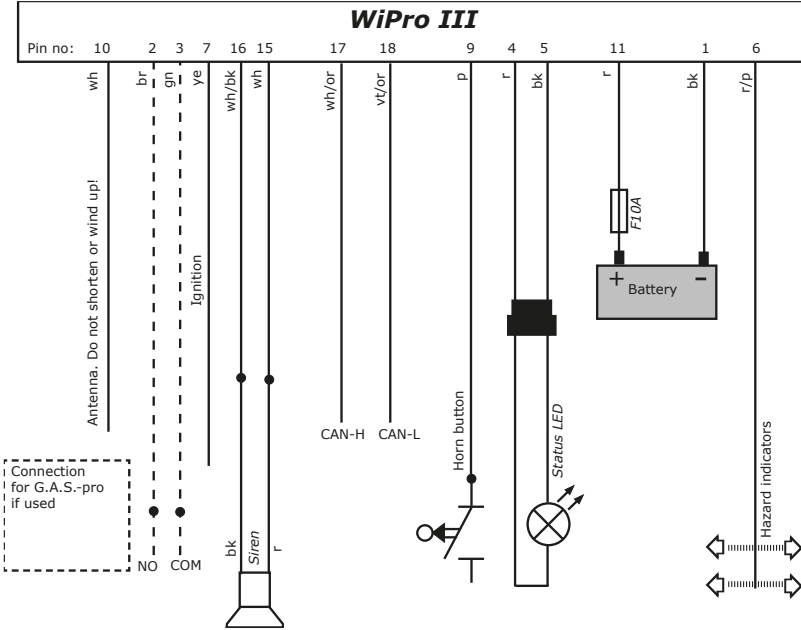 WiPro III
Pin no: 10 2 3 7 16 15 17 18 9 4 5 11 1 6
wh
br
gn
ye
wh/bk
wh
wh/or
vt/or
p
r
bk
r
bk
r/p
Antenna. Do not shorten or wind up!
Ignition
F10A
+ Battery -
CAN-H CAN-L
Horn button
Status LED
Hazard indicators
Connection
for G.A.S.-pro
if used
NO COM
bk
Siren
r